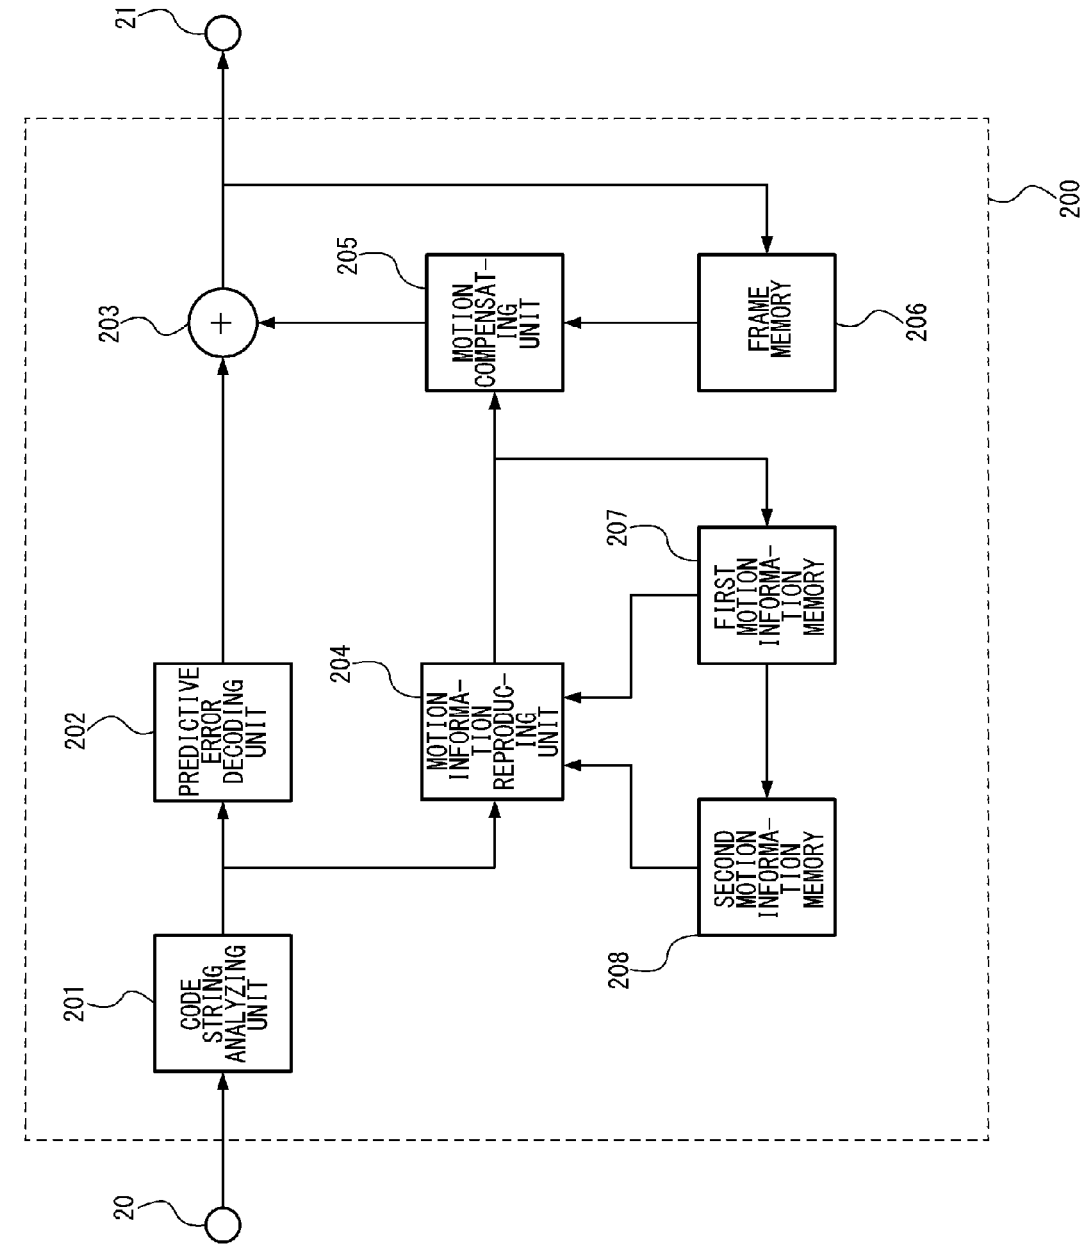 20
CODE
STRING
ANALYZING
UNIT
201
PREDICTIVE
ERROR
DECODING
UNIT
202
+
203
21
MOTION
INFORMA-
TION
REPRODUC-
ING
UNIT
204
MOTION
COMPENSAT-
ING
UNIT
205
SECOND
MOTION
INFORMA-
TION
MEMORY
208
FIRST
MOTION
INFORMA-
TION
MEMORY
207
FRAME
MEMORY
206
200